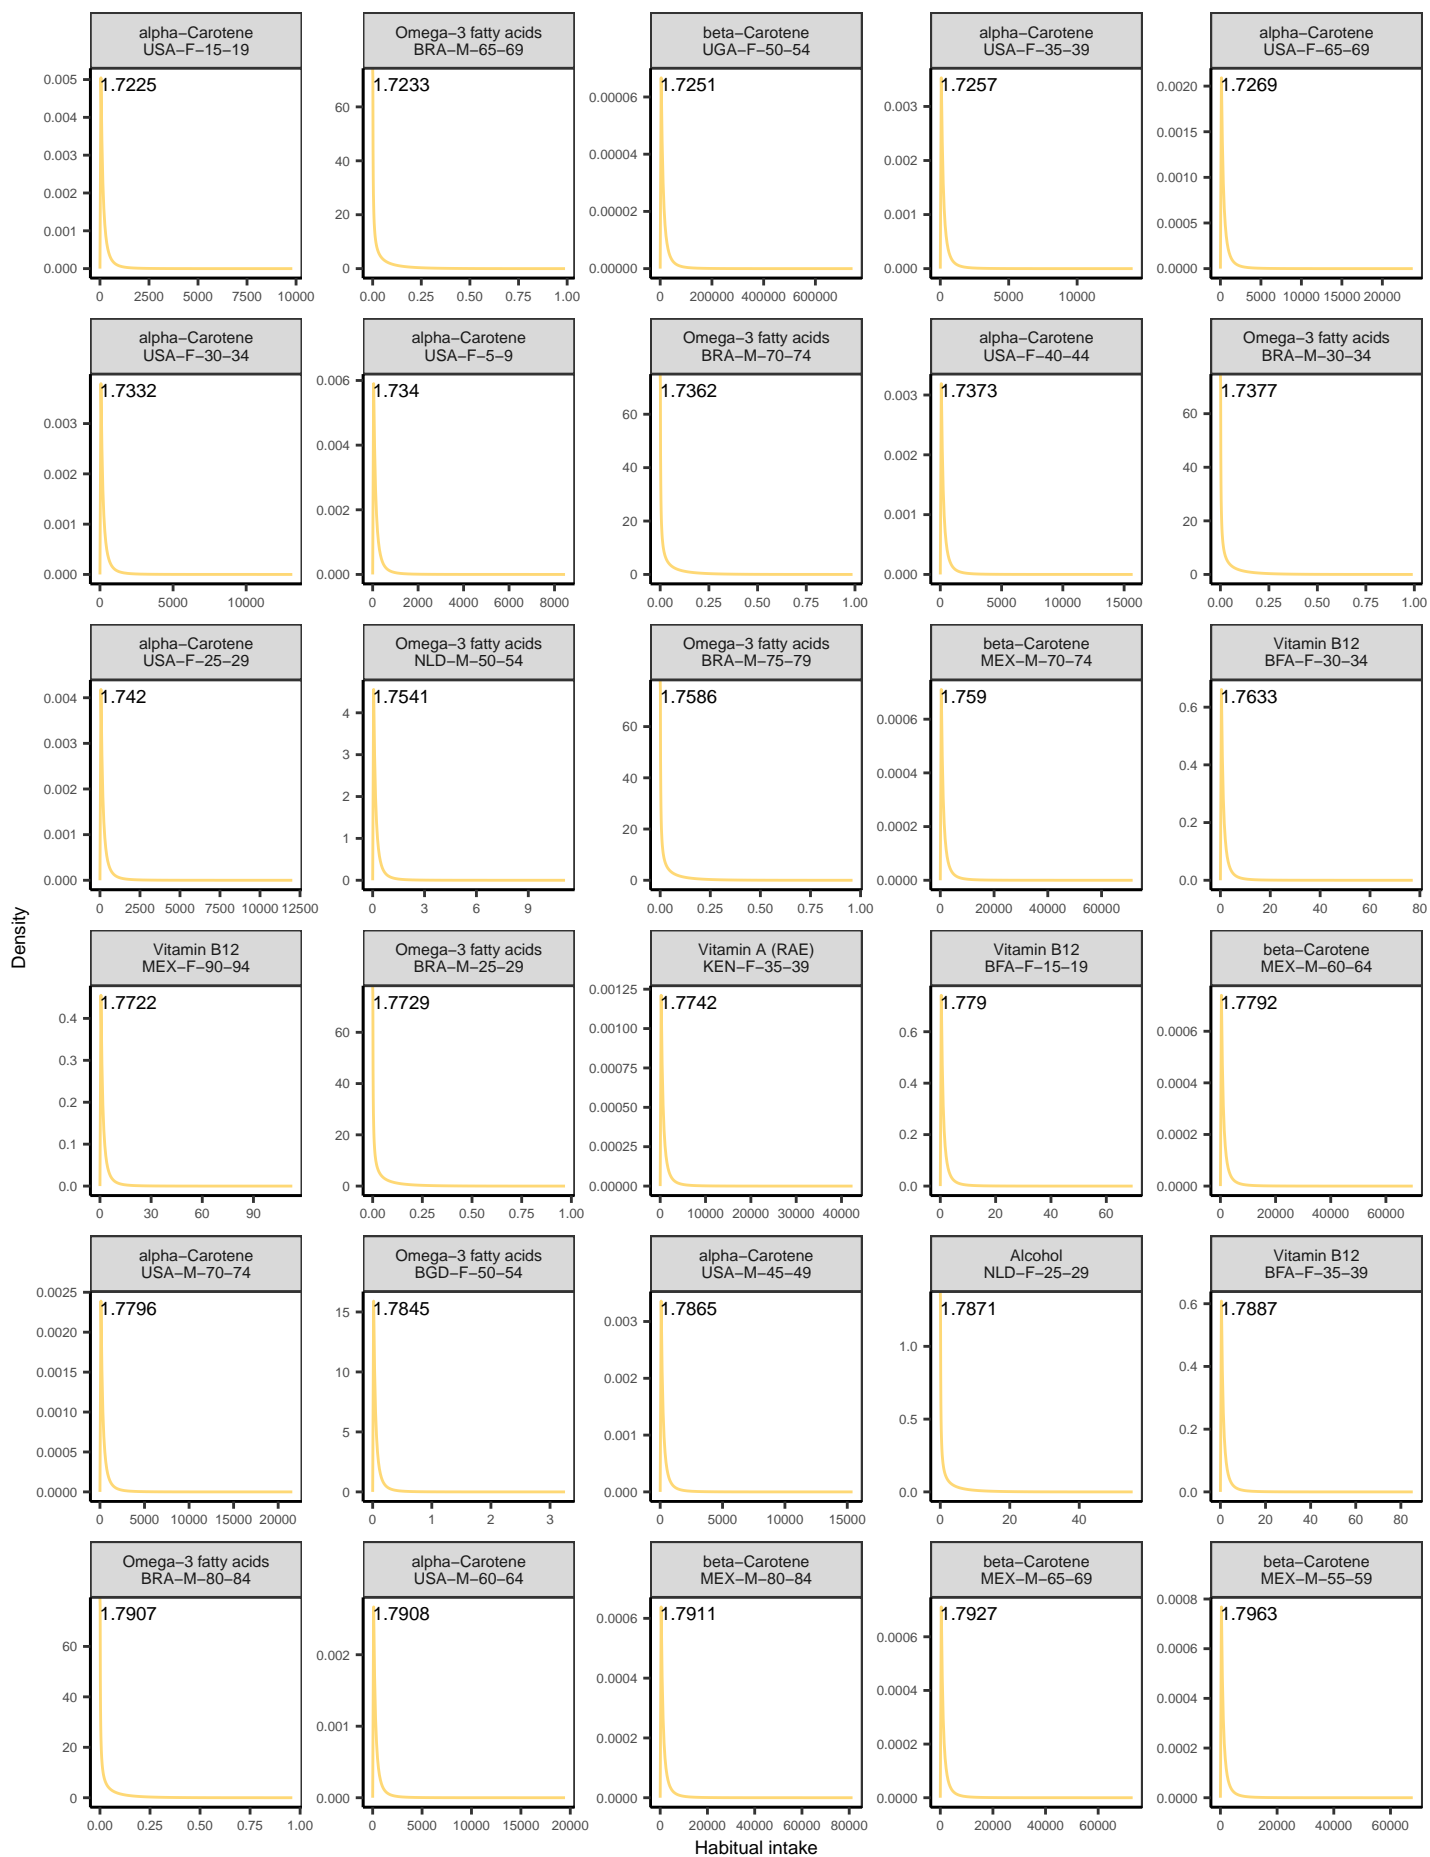 alpha−Carotene
USA−F−15−19
Omega−3 fatty acids
BRA−M−65−69
beta−Carotene
UGA−F−50−54
alpha−Carotene
USA−F−35−39
alpha−Carotene
USA−F−65−69
1.7225
0.005
0.004
0.003
0.002
0.001
0.000
0 2500 5000 7500 10000
1.7233
60
40
20
0
0.00 0.25 0.50 0.75 1.00
1.7251
0.00006
0.00004
0.00002
0.00000
0 200000 400000 600000
1.7257
0.003
0.002
0.001
0.000
0 5000 10000
1.7269
0.0020
0.0015
0.0010
0.0005
0.0000
0 5000 10000 15000 20000
alpha−Carotene
USA−F−30−34
alpha−Carotene
USA−F−5−9
Omega−3 fatty acids
BRA−M−70−74
alpha−Carotene
USA−F−40−44
Omega−3 fatty acids
BRA−M−30−34
1.7332
0.003
0.002
0.001
0.000
0 5000 10000
1.734
0.006
0.004
0.002
0.000
0 2000 4000 6000 8000
1.7362
60
40
20
0
0.00 0.25 0.50 0.75 1.00
1.7373
0.003
0.002
0.001
0.000
0 5000 10000 15000
1.7377
60
40
20
0
0.00 0.25 0.50 0.75 1.00
alpha−Carotene
USA−F−25−29
Omega−3 fatty acids
NLD−M−50−54
Omega−3 fatty acids
BRA−M−75−79
beta−Carotene
MEX−M−70−74
Vitamin B12
BFA−F−30−34
1.742
0.004
0.003
0.002
0.001
0.000
0 2500 5000 7500 10000 12500
1.7541
4
3
2
1
0
0 3 6 9
1.7586
60
40
20
0
0.00 0.25 0.50 0.75 1.00
1.759
0.0006
0.0004
0.0002
0.0000
0 20000 40000 60000
1.7633
0.6
0.4
0.2
0.0
0 20 40 60 80
Density
Vitamin B12
MEX−F−90−94
Omega−3 fatty acids
BRA−M−25−29
Vitamin A (RAE)
KEN−F−35−39
Vitamin B12
BFA−F−15−19
beta−Carotene
MEX−M−60−64
1.7722
0.4
0.3
0.2
0.1
0.0
0 30 60 90
1.7729
60
40
20
0
0.00 0.25 0.50 0.75 1.00
1.7742
0.00125
0.00100
0.00075
0.00050
0.00025
0.00000
0 10000 20000 30000 40000
1.779
0.6
0.4
0.2
0.0
0 20 40 60
1.7792
0.0006
0.0004
0.0002
0.0000
0 20000 40000 60000
alpha−Carotene
USA−M−70−74
Omega−3 fatty acids
BGD−F−50−54
alpha−Carotene
USA−M−45−49
Alcohol
NLD−F−25−29
Vitamin B12
BFA−F−35−39
1.7796
0.0025
0.0020
0.0015
0.0010
0.0005
0.0000
0 5000 10000 15000 20000
1.7845
15
10
5
0
0 1 2 3
1.7865
0.003
0.002
0.001
0.000
0 5000 10000 15000
1.7871
1.0
0.5
0.0
0 20 40
1.7887
0.6
0.4
0.2
0.0
0 20 40 60 80
Omega−3 fatty acids
BRA−M−80−84
alpha−Carotene
USA−M−60−64
beta−Carotene
MEX−M−80−84
beta−Carotene
MEX−M−65−69
beta−Carotene
MEX−M−55−59
1.7907
60
40
20
0
0.00 0.25 0.50 0.75 1.00
1.7908
0.002
0.001
0.000
0 5000 10000 15000 20000
1.7911
0.0006
0.0004
0.0002
0.0000
0 20000 40000 60000 80000
1.7927
0.0006
0.0004
0.0002
0.0000
0 20000 40000 60000
1.7963
0.0008
0.0006
0.0004
0.0002
0.0000
0 20000 40000 60000
Habitual intake